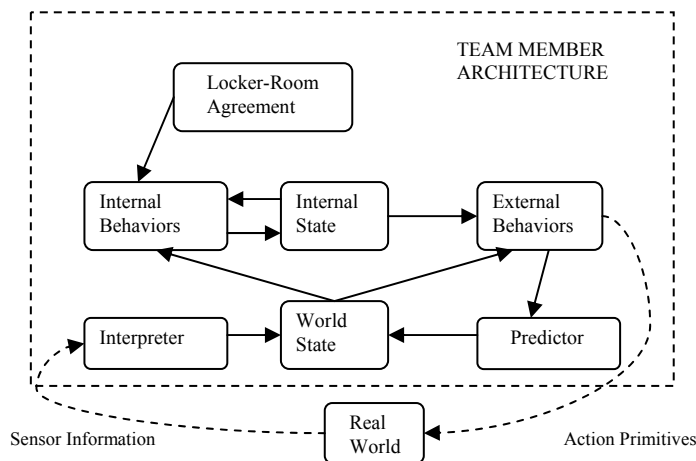 TEAM MEMBER
ARCHITECTURE
Locker-Room
Agreement
Internal
Behaviors
Internal
State
External
Behaviors
Interpreter
World
State
Predictor
Real
World
Sensor Information
Action Primitives